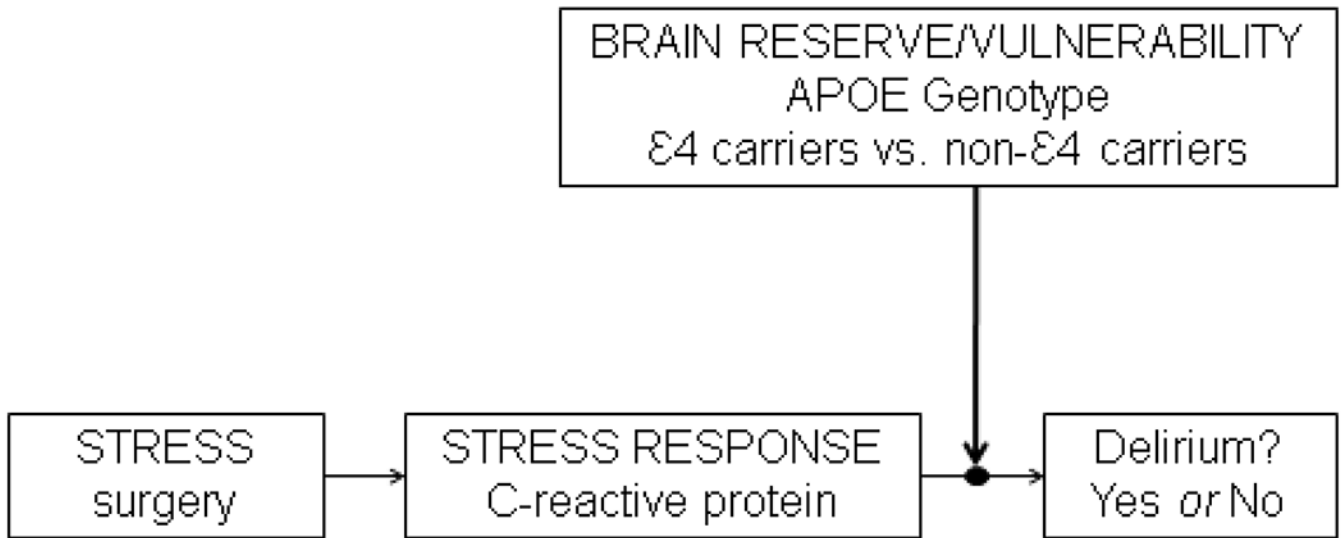 BRAIN RESERVE/VULNERABILITY
APOE Genotype
Ɛ4 carriers vs. non-Ɛ4 carriers
STRESS
surgery
STRESS RESPONSE
C-reactive protein
Delirium?
Yes or No